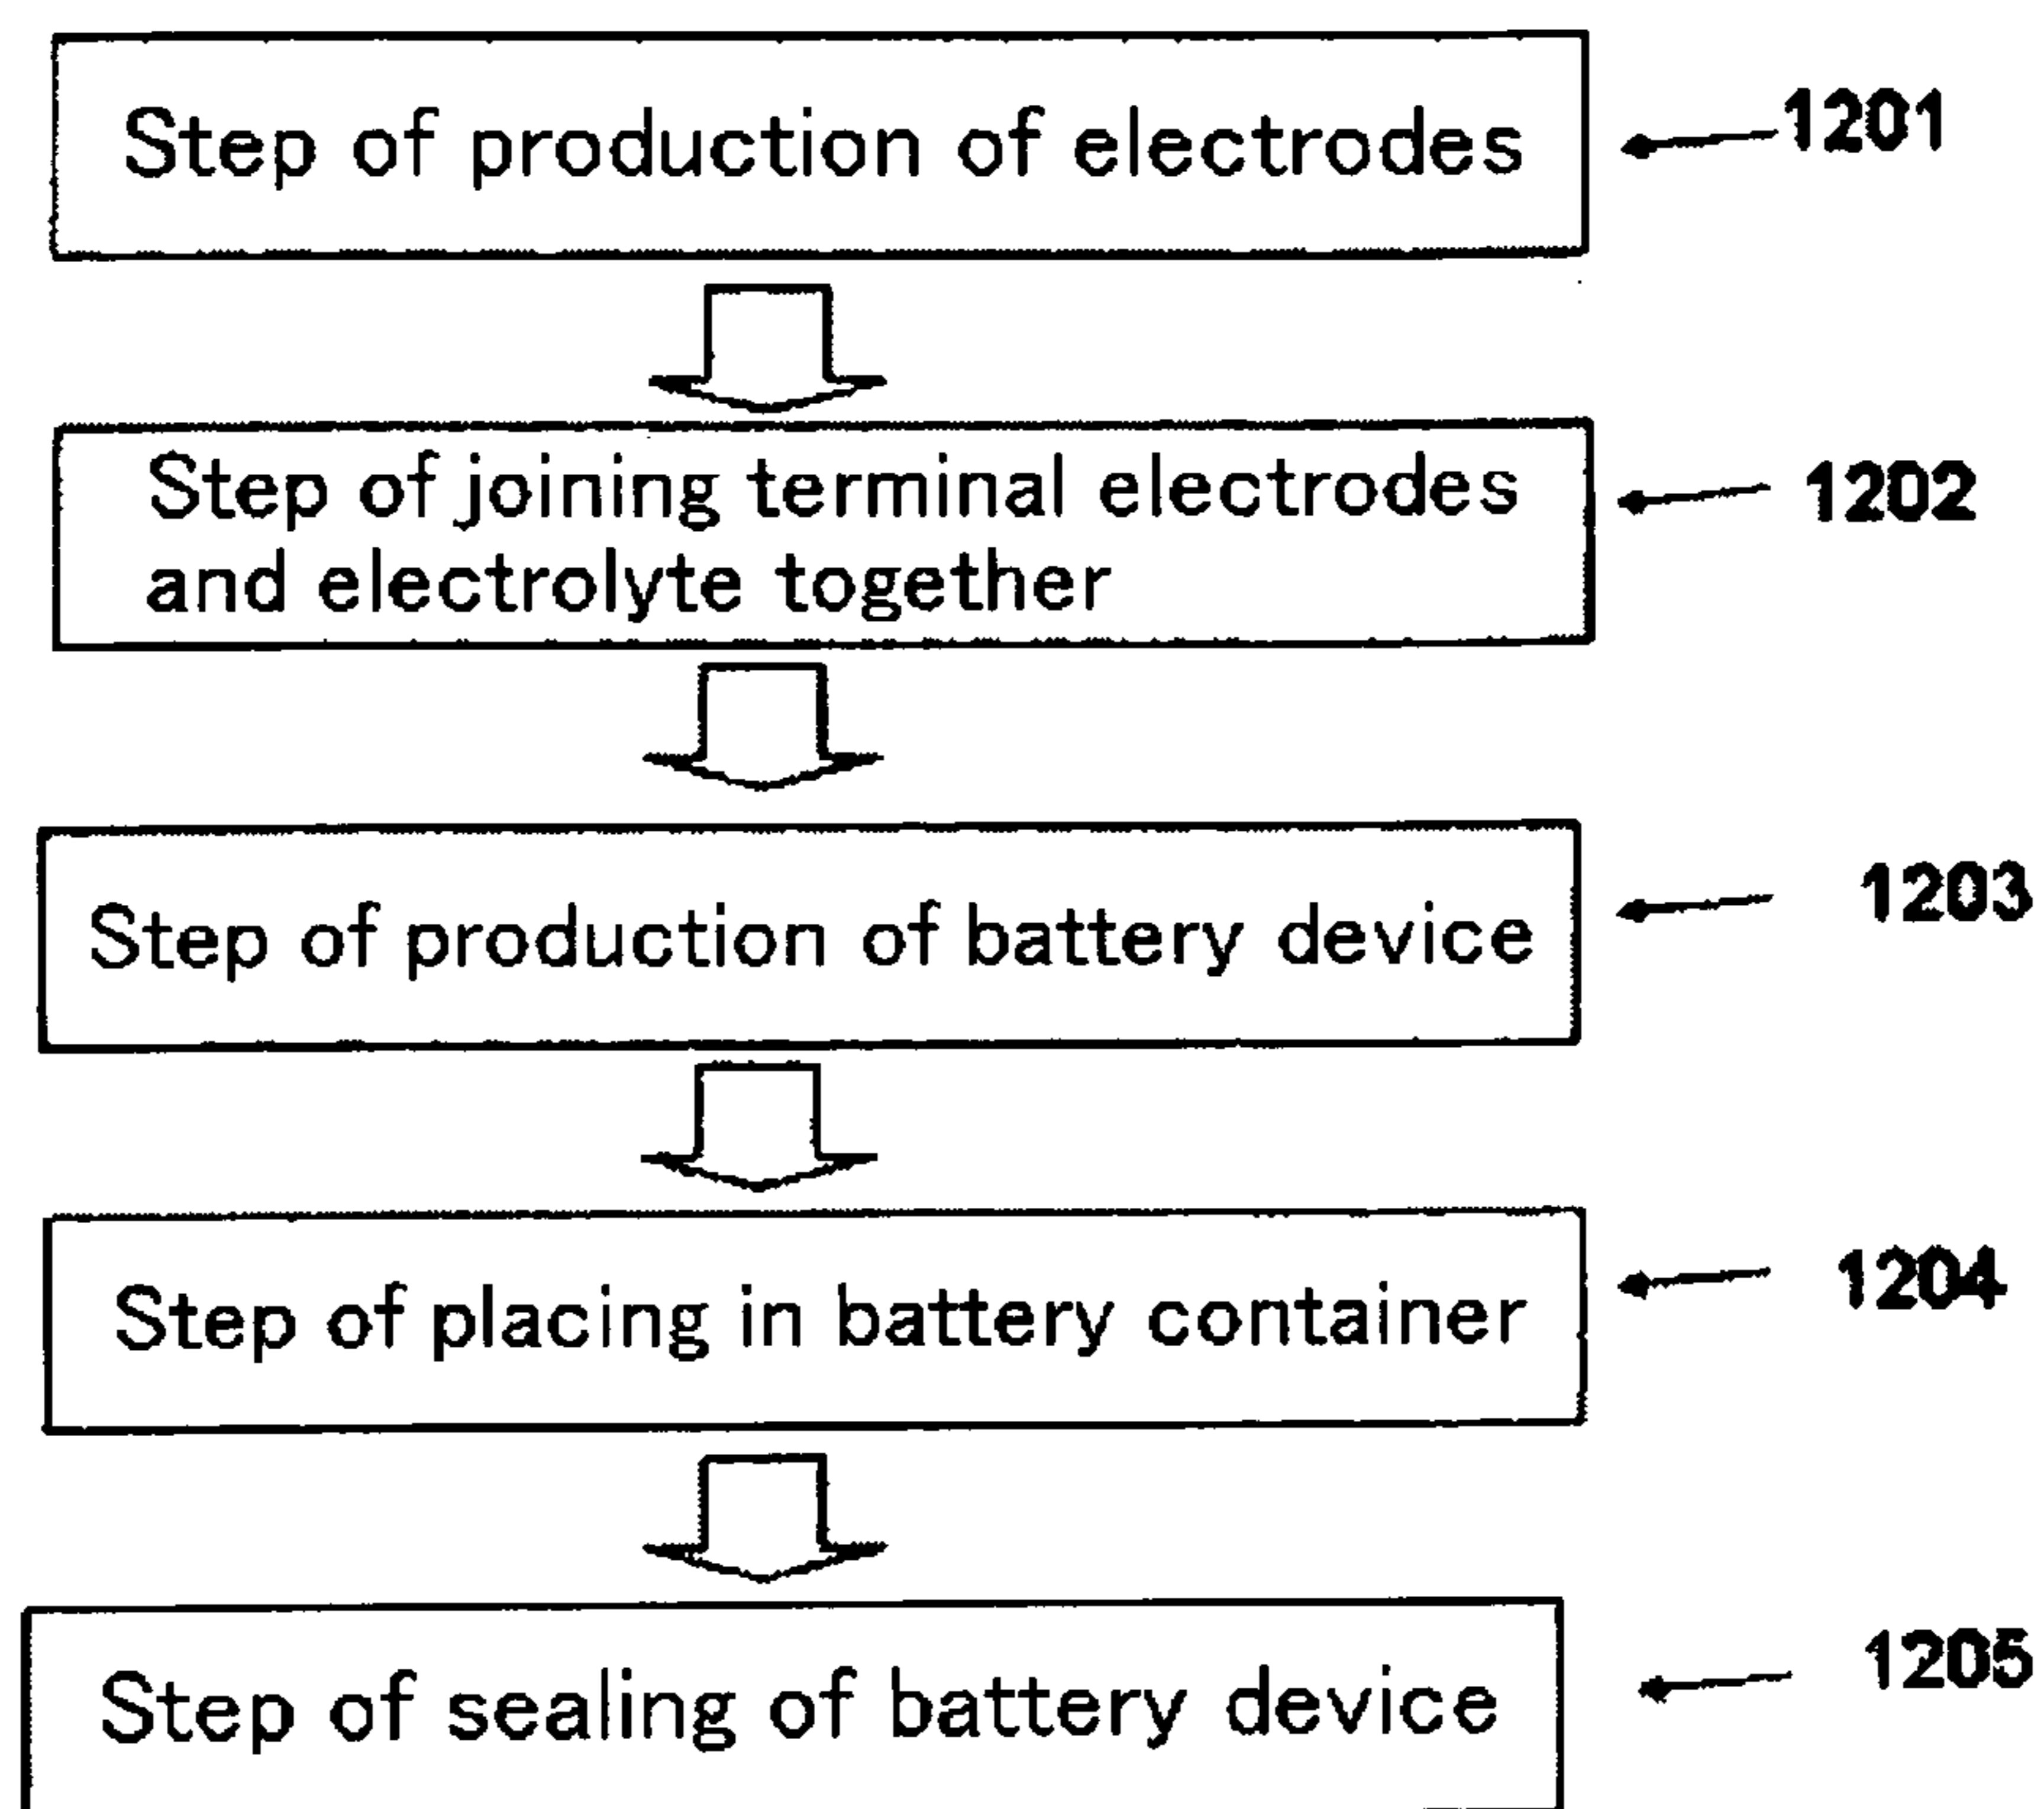 Step of production of electrodes
1201
Step of joining terminal electrodes
and electrolyte together
1202
Step of production of battery device
1203
Step of placing in battery container
1204
Step of sealing of battery device
1205